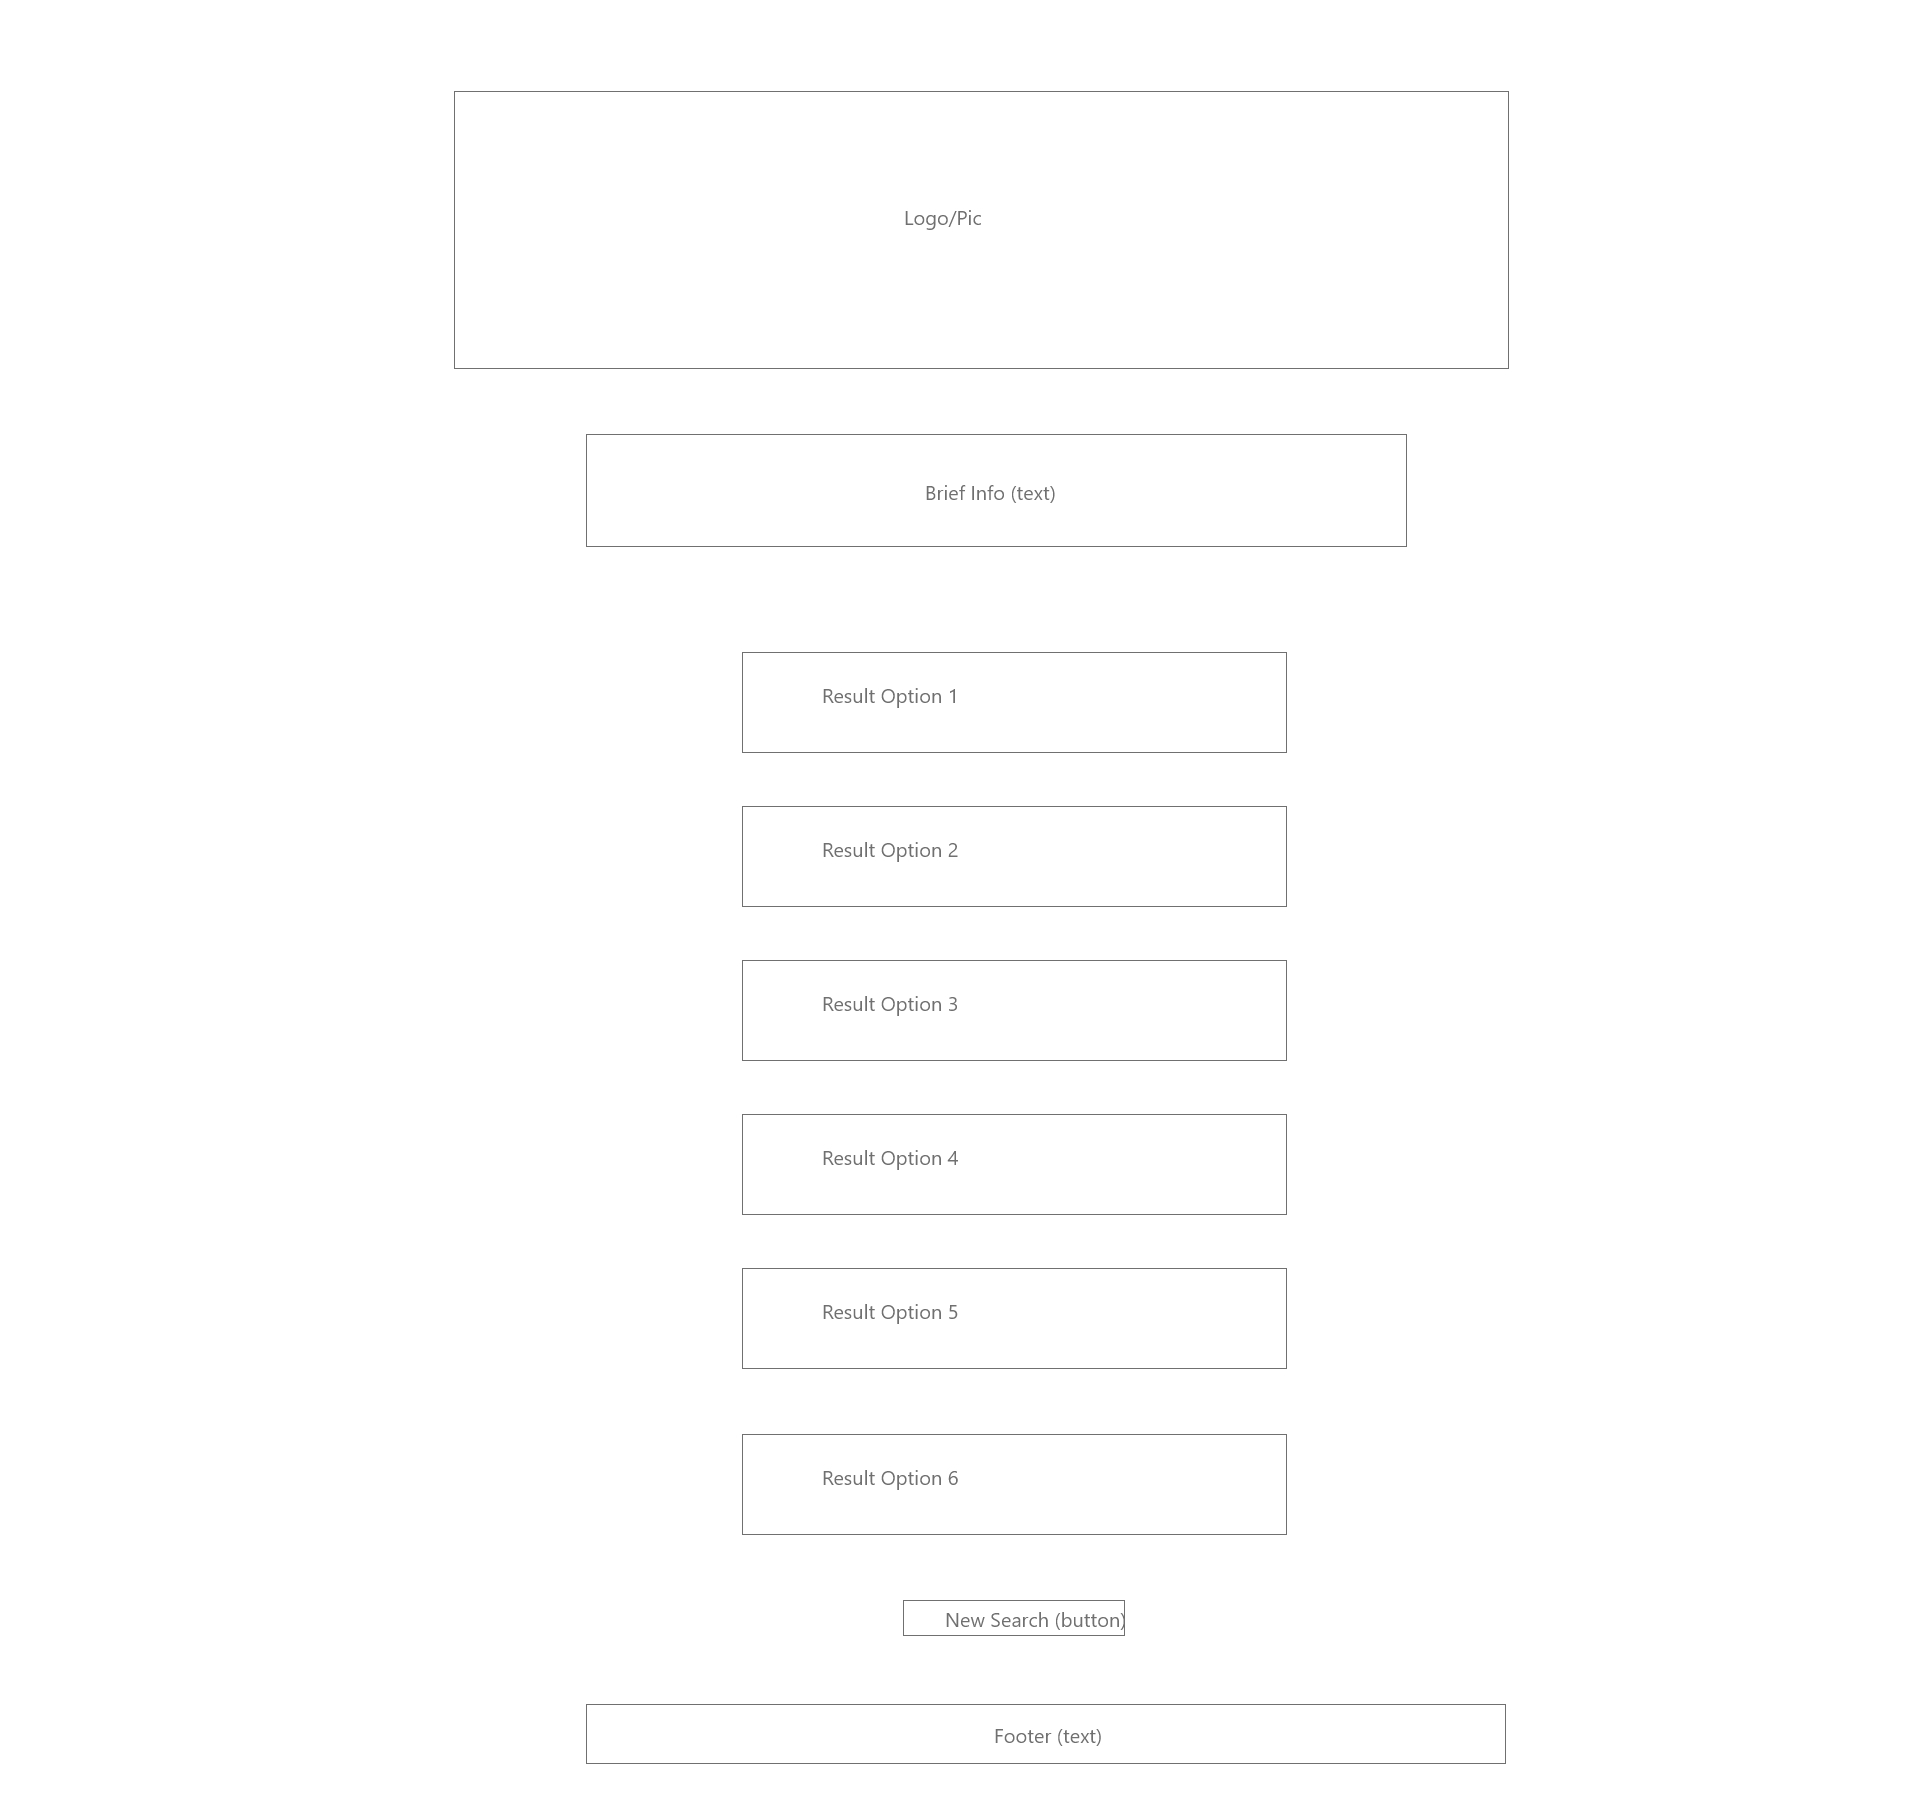 Logo/Pic
Brief Info (text)
Result Option 1
Result Option 2
Result Option 3
Result Option 4
Result Option 5
Result Option 6
New Search (button)
Footer (text)